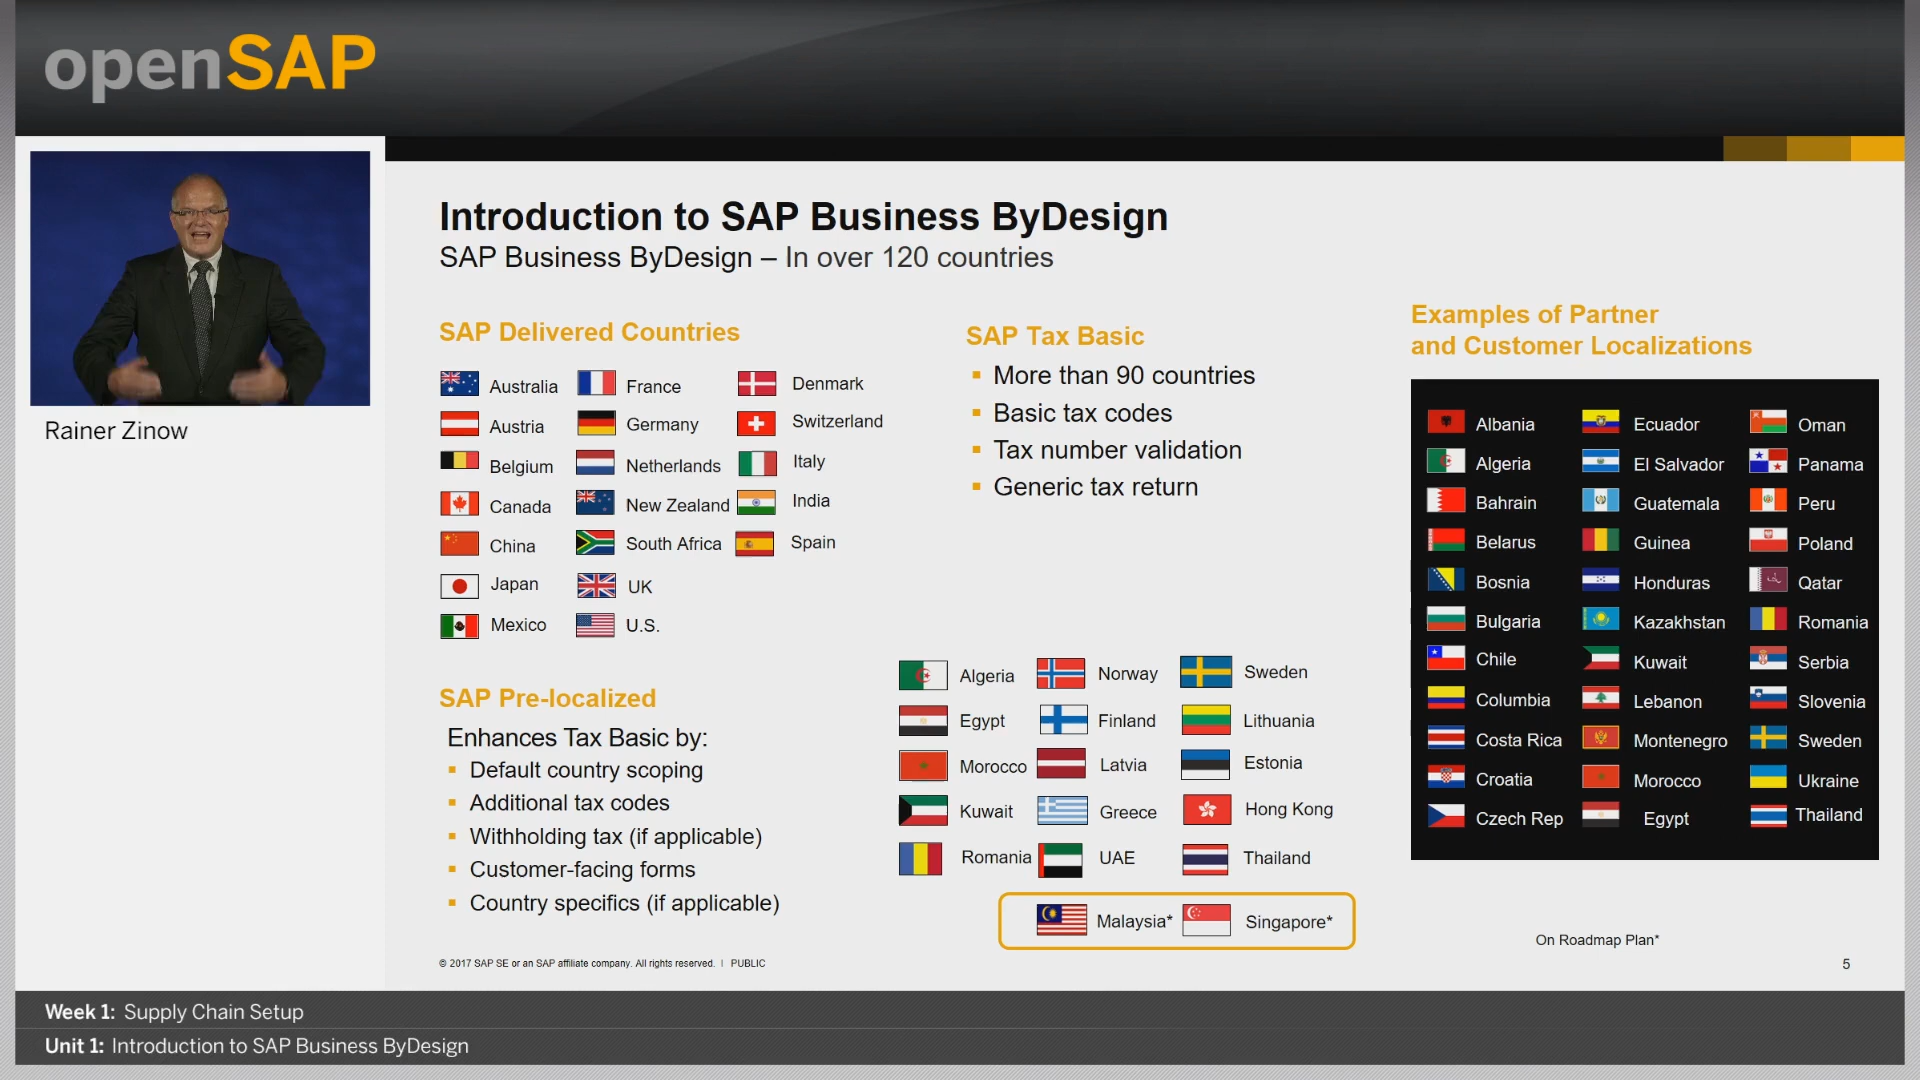 openSAP
Rainer Zinow
Introduction to SAP Business ByDesign
SAP Business ByDesign – In over 120 countries
SAP Delivered Countries
Australia France Denmark
Austria Germany Switzerland
Belgium Netherlands Italy
Canada New Zealand India
China South Africa Spain
Japan UK
Mexico U.S.
SAP Tax Basic
More than 90 countries
Basic tax codes
Tax number validation
Generic tax return
SAP Pre-localized
Enhances Tax Basic by:
Default country scoping
Additional tax codes
Withholding tax (if applicable)
Customer-facing forms
Country specifics (if applicable)
Algeria Norway Sweden
Egypt Finland Lithuania
Morocco Latvia Estonia
Kuwait Greece Hong Kong
Romania UAE Thailand
Malaysia* Singapore*
Examples of Partner
and Customer Localizations
Albania Ecuador Oman
Algeria El Salvador Panama
Bahrain Guatemala Peru
Belarus Guinea Poland
Bosnia Honduras Qatar
Bulgaria Kazakhstan Romania
Chile Kuwait Serbia
Columbia Lebanon Slovenia
Costa Rica Montenegro Sweden
Croatia Morocco Ukraine
Czech Rep Egypt Thailand
On Roadmap Plan*
© 2017 SAP SE or an SAP affiliate company. All rights reserved. ǀ PUBLIC
5
Week 1: Supply Chain Setup
Unit 1: Introduction to SAP Business ByDesign